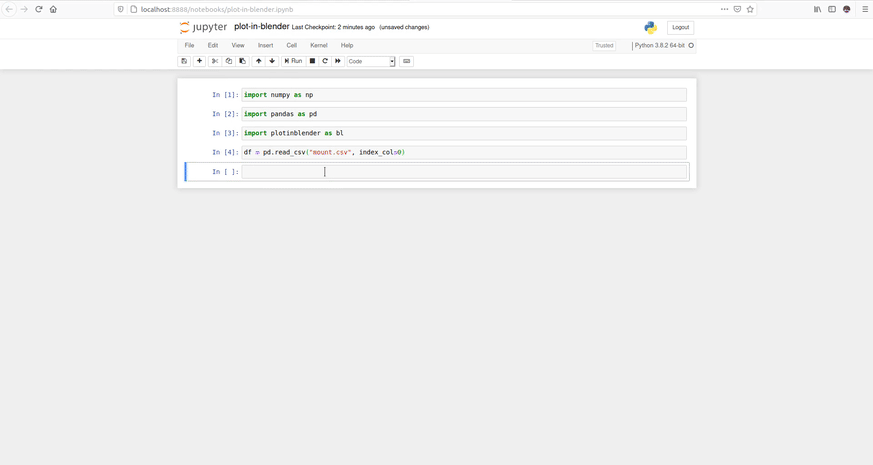 localhost:8888/notebooks/plot-in-blender.ipynb
jupyter plot-in-blender Last Checkpoint: 2 minutes ago (unsaved changes) Logout
File Edit View Insert Cell Kernel Help Trusted Python 3.8.2 64-bit
Run Code
In [1]: import numpy as np
In [2]: import pandas as pd
In [3]: import plotinblender as bl
In [4]: df = pd.read_csv("mount.csv", index_col=0)
In [ ]: